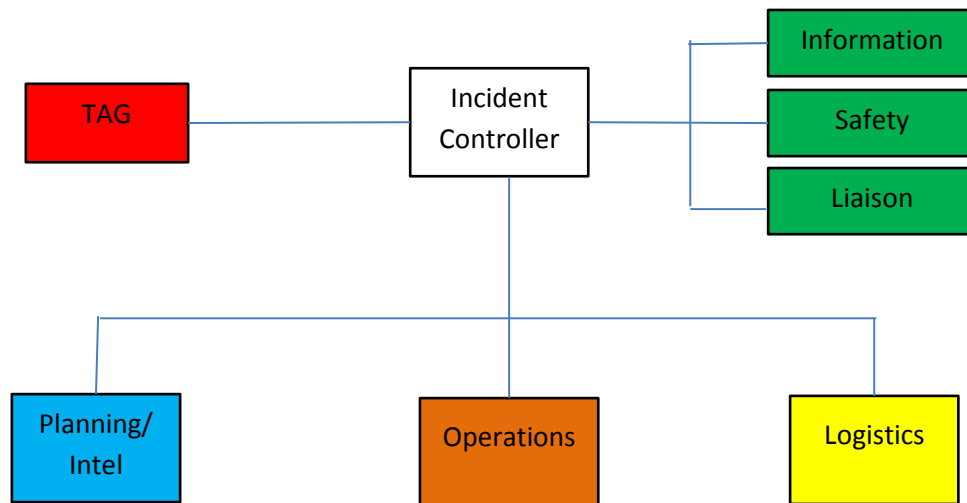 Information
TAG
Incident
Controller
Safety
Liaison
Planning/
Intel
Operations
Logistics